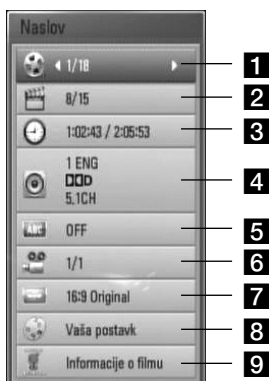 Naslov
1/18 1
8/15 2
1:02:43 / 2:05:53 3
1 ENG
D
5.1CH 4
ABC OFF 5
1/1 6
16:9 Original 7
Vaša postavk 8
Informacije o filmu 9